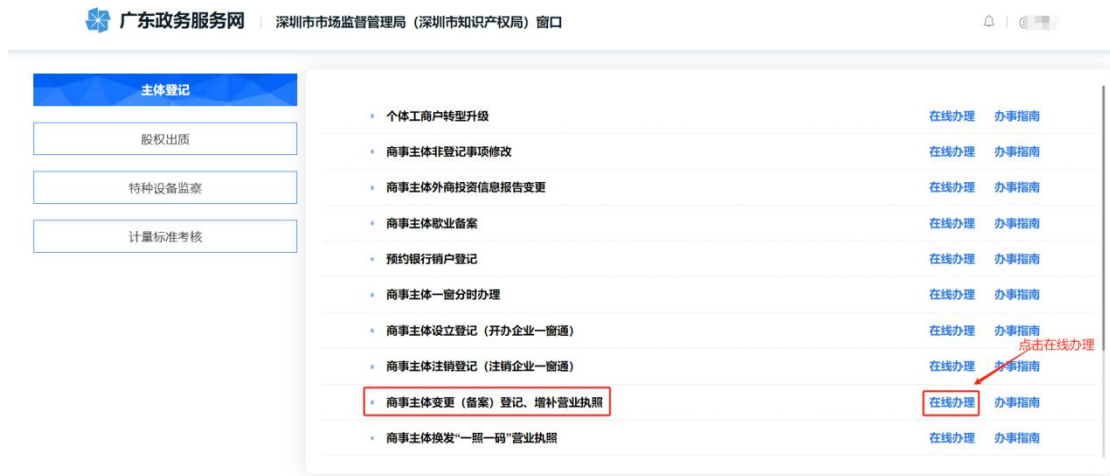 广东政务服务网 深圳市市场监督管理局（深圳市知识产权局）窗口
主体登记
股权出质
特种设备监察
计量标准考核
个体工商户转型升级 在线办理 办事指南
商事主体非登记事项修改 在线办理 办事指南
商事主体外商投资信息报告变更 在线办理 办事指南
商事主体歇业备案 在线办理 办事指南
预约银行销户登记 在线办理 办事指南
商事主体一窗分时办理 在线办理 办事指南
商事主体设立登记（开办企业一窗通） 在线办理 办事指南
点击在线办理
商事主体注销登记（注销企业一窗通） 在线办理 办事指南
商事主体变更（备案）登记、增补营业执照 在线办理 办事指南
商事主体换发“一照一码”营业执照 在线办理 办事指南